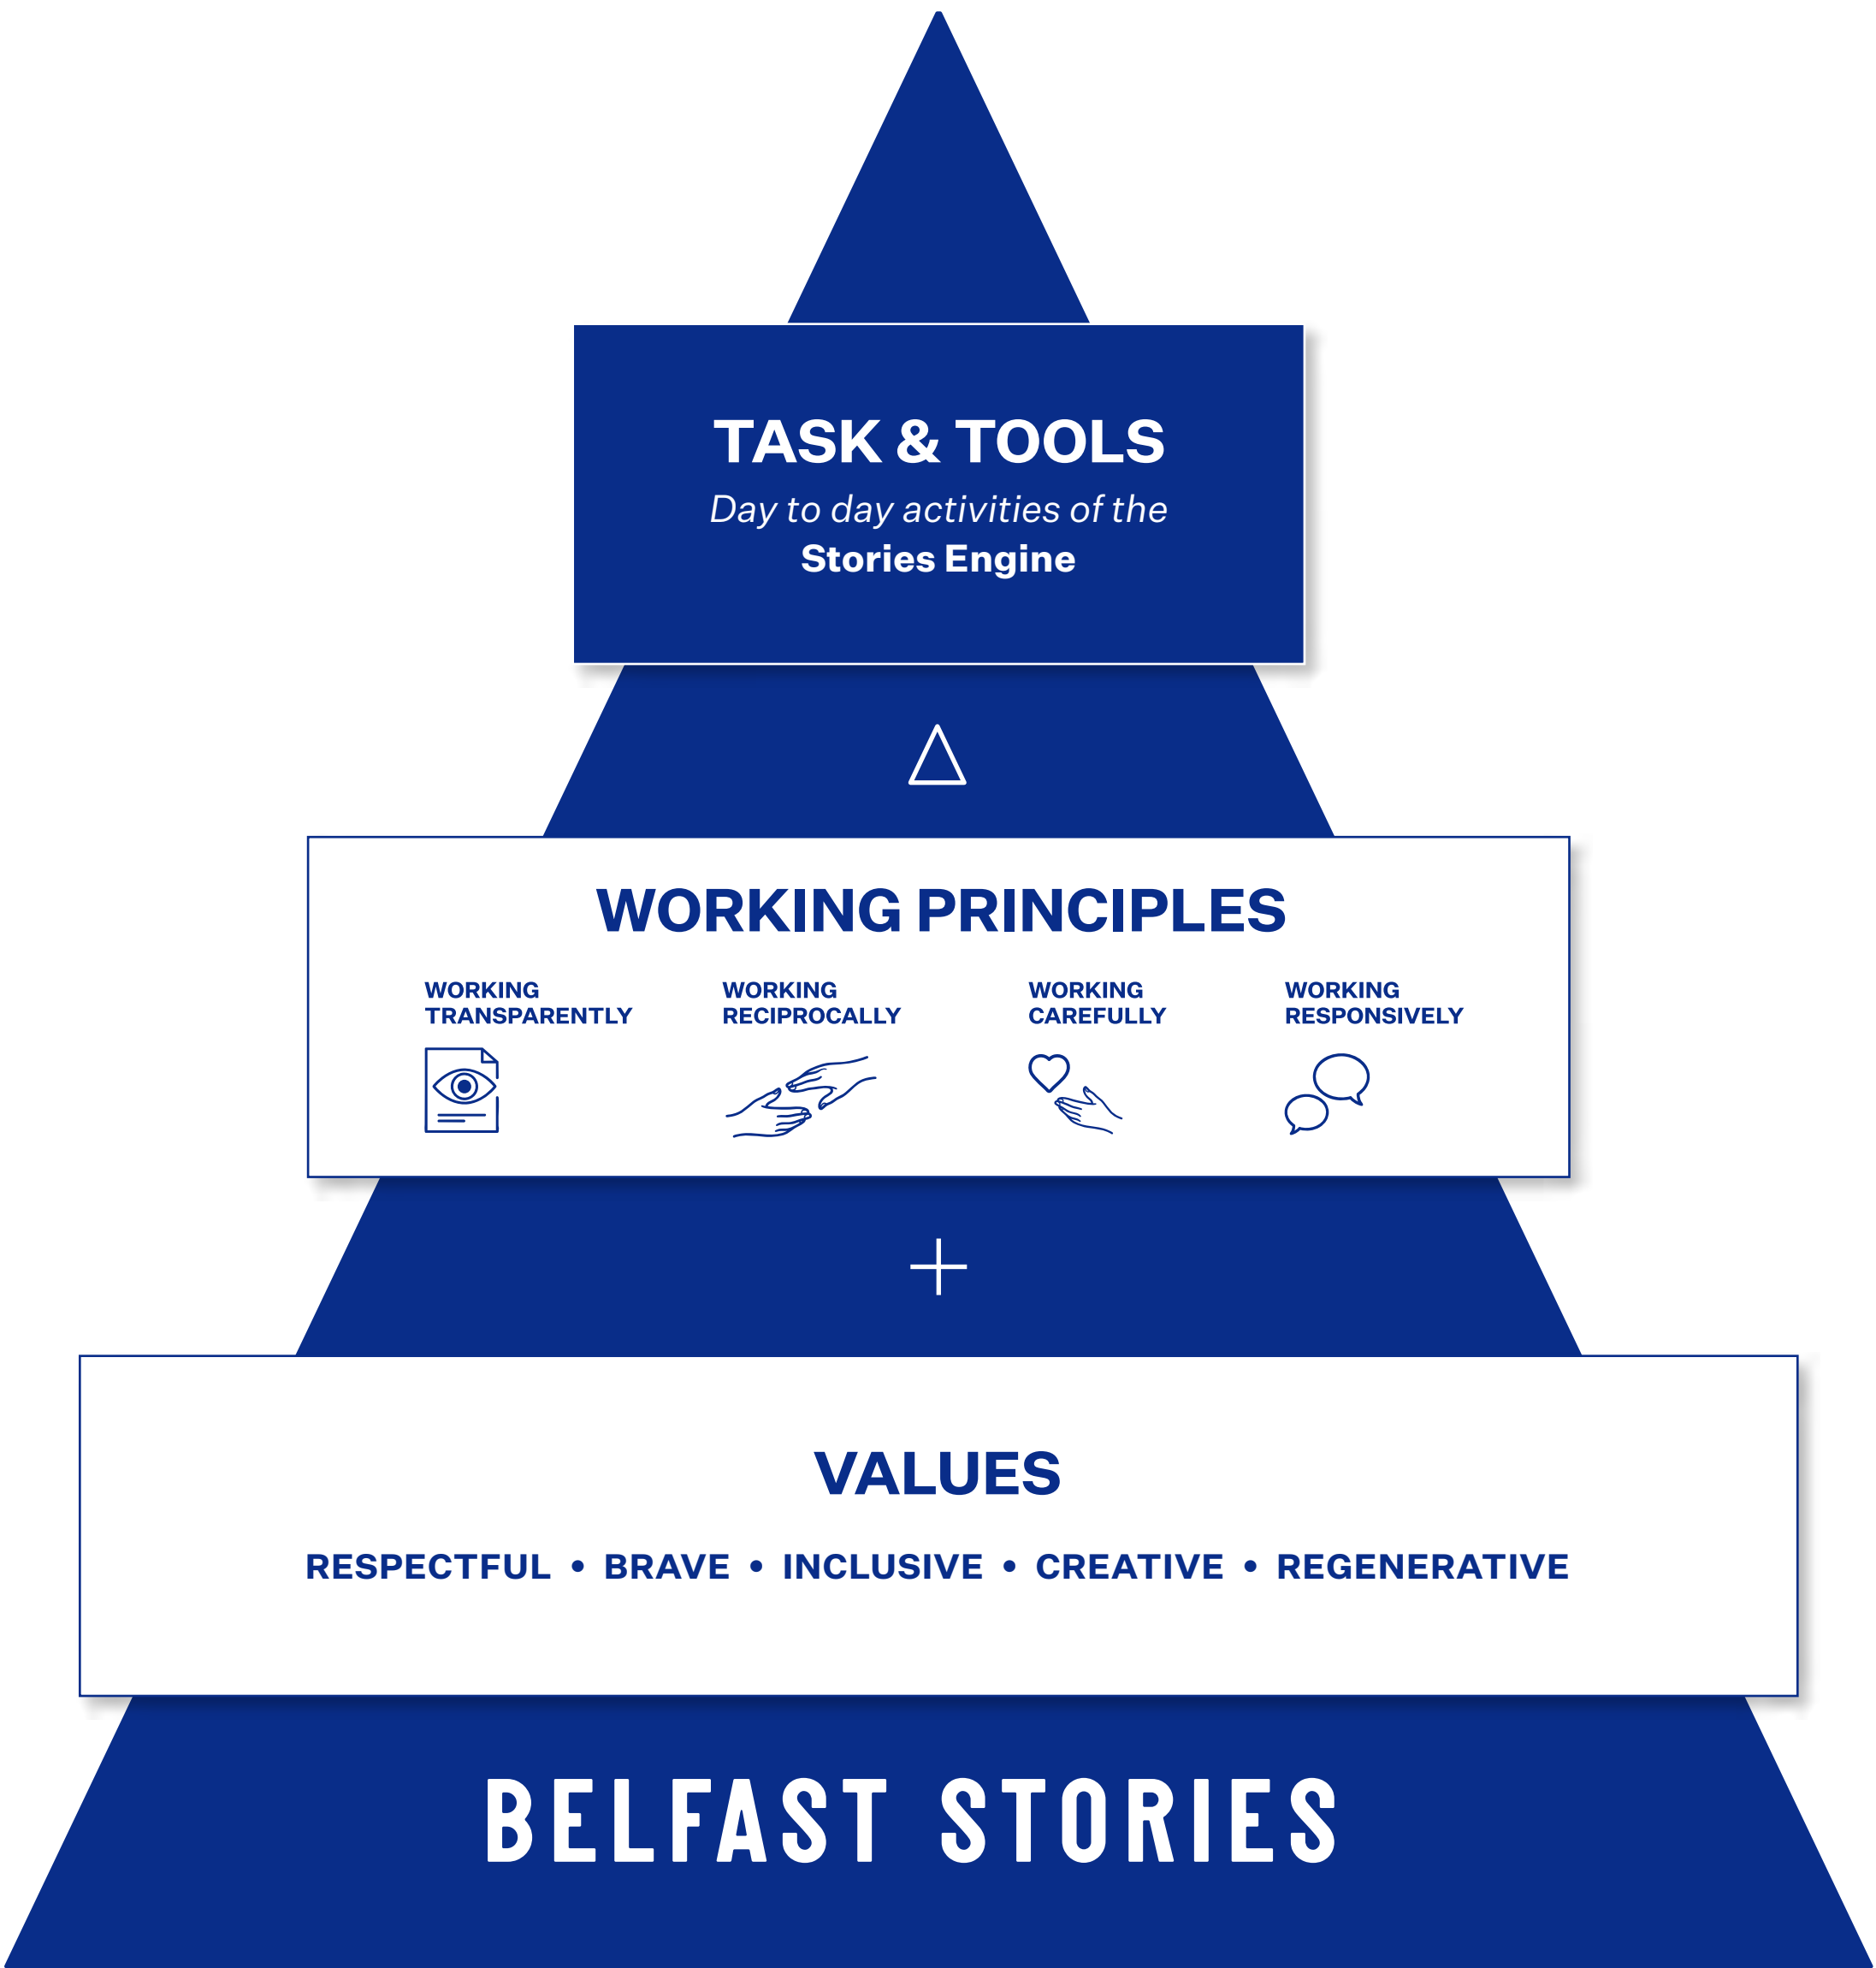 TASK & TOOLS
Day to day activities of the
Stories Engine
WORKING PRINCIPLES
WORKING
TRANSPARENTLY
WORKING
RECIPROCALLY
WORKING
CAREFULLY
WORKING
RESPONSIVELY
VALUES
RESPECTFUL • BRAVE • INCLUSIVE • CREATIVE • REGENERATIVE
BELFAST STORIES